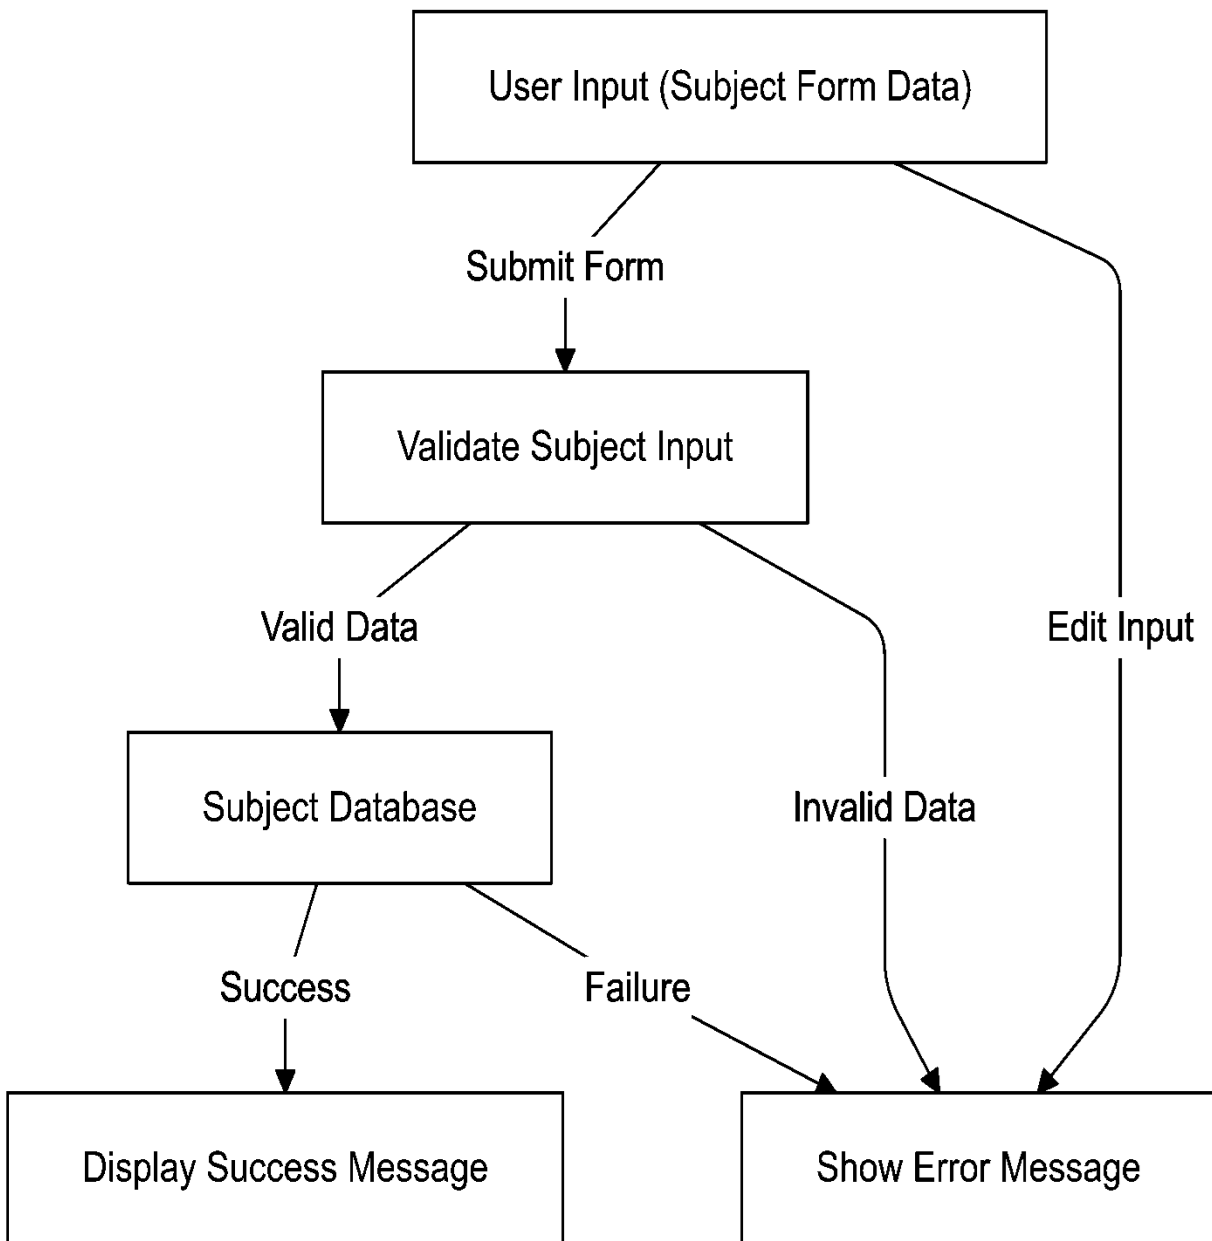 User Input (Subject Form Data)
Submit Form
Validate Subject Input
Valid Data
Edit Input
Subject Database
Invalid Data
Success
Failure
Display Success Message
Show Error Message